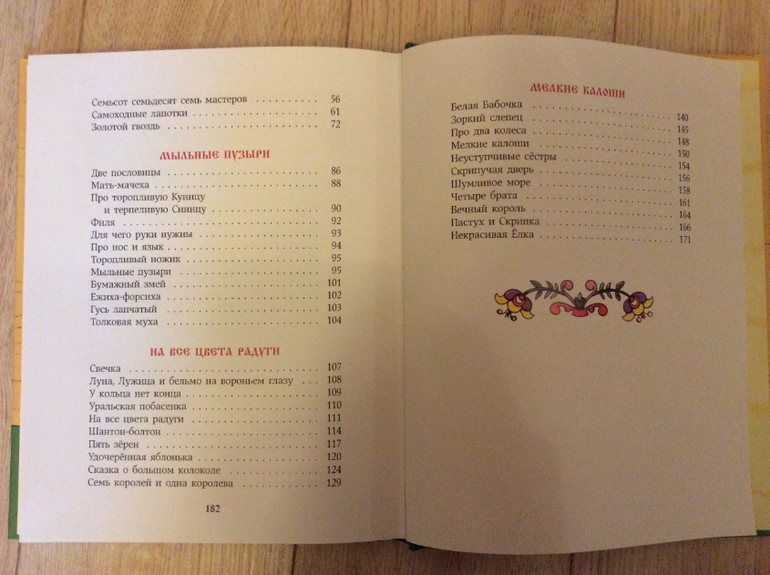 Семьсот семьдесят семь мастеров . . . . . . . . . . 56
Самоходные лапотки . . . . . . . . . . . . . . . . . . . . 61
Золотой гвоздь . . . . . . . . . . . . . . . . . . . . . . . . . 72
МЫЛЬНЫЕ ПУЗЫРИ
Две пословицы . . . . . . . . . . . . . . . . . . . . . . . . . 86
Мать-мачеха . . . . . . . . . . . . . . . . . . . . . . . . . . . 88
Про торопливую Куницу
и терпеливую Синицу . . . . . . . . . . . . . . . . . . 90
Филя . . . . . . . . . . . . . . . . . . . . . . . . . . . . . . . . . . 92
Для чего руки нужны . . . . . . . . . . . . . . . . . . . . 93
Про нос и язык . . . . . . . . . . . . . . . . . . . . . . . . . 94
Торопливый ножик . . . . . . . . . . . . . . . . . . . . . . 95
Мыльные пузыри . . . . . . . . . . . . . . . . . . . . . . . 95
Бумажный змей . . . . . . . . . . . . . . . . . . . . . . . . 101
Ежиха-форсиха . . . . . . . . . . . . . . . . . . . . . . . . . 102
Гусь лапчатый . . . . . . . . . . . . . . . . . . . . . . . . . 103
Толковая муха . . . . . . . . . . . . . . . . . . . . . . . . . 104
НА ВСЕ ЦВЕТА РАДУГИ
Свечка . . . . . . . . . . . . . . . . . . . . . . . . . . . . . . . . 107
Луна, Лужица и бельмо на вороньем глазу . . . 108
У кольца нет конца . . . . . . . . . . . . . . . . . . . . . 109
Уральская побасенка . . . . . . . . . . . . . . . . . . . . 110
На все цвета радуги . . . . . . . . . . . . . . . . . . . . . 111
Шантон-болтон . . . . . . . . . . . . . . . . . . . . . . . . 114
Пять зёрен . . . . . . . . . . . . . . . . . . . . . . . . . . . . 117
Удочерённая яблонька . . . . . . . . . . . . . . . . . . . 120
Сказка о большом колоколе . . . . . . . . . . . . . . . 124
Семь королей и одна королева . . . . . . . . . . . . . 129
182
МЕЛКИЕ КАЛОШИ
Белая Бабочка . . . . . . . . . . . . . . . . . . . . . . . . . 140
Зоркий слепец . . . . . . . . . . . . . . . . . . . . . . . . . 145
Про два колеса . . . . . . . . . . . . . . . . . . . . . . . . 148
Мелкие калоши . . . . . . . . . . . . . . . . . . . . . . . . 150
Неуступчивые сёстры . . . . . . . . . . . . . . . . . . . 154
Скрипучая дверь . . . . . . . . . . . . . . . . . . . . . . . 156
Шумливое море . . . . . . . . . . . . . . . . . . . . . . . . 158
Четыре брата . . . . . . . . . . . . . . . . . . . . . . . . . . 161
Вечный король . . . . . . . . . . . . . . . . . . . . . . . . 164
Пастух и Скрипка . . . . . . . . . . . . . . . . . . . . . . 166
Некрасивая Ёлка . . . . . . . . . . . . . . . . . . . . . . . 171